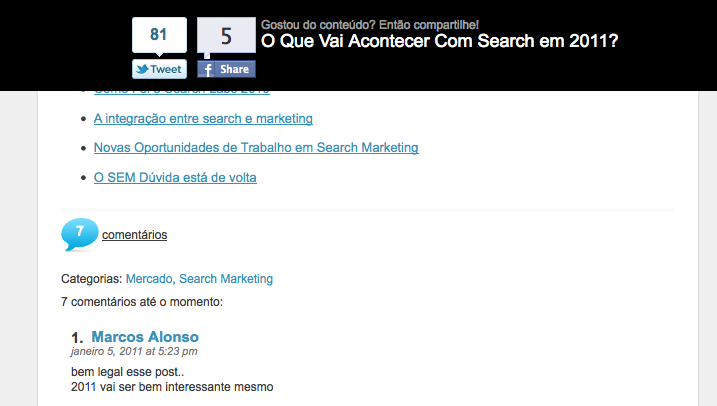 81
Tweet
5
Share
Gostou do conteúdo? Então compartilhe!
O Que Vai Acontecer Com Search em 2011?
A integração entre search e marketing
Novas Oportunidades de Trabalho em Search Marketing
O SEM Dúvida está de volta
7 comentários
Categorias: Mercado, Search Marketing
7 comentários até o momento:
1. Marcos Alonso
janeiro 5, 2011 at 5:23 pm
bem legal esse post..
2011 vai ser bem interessante mesmo